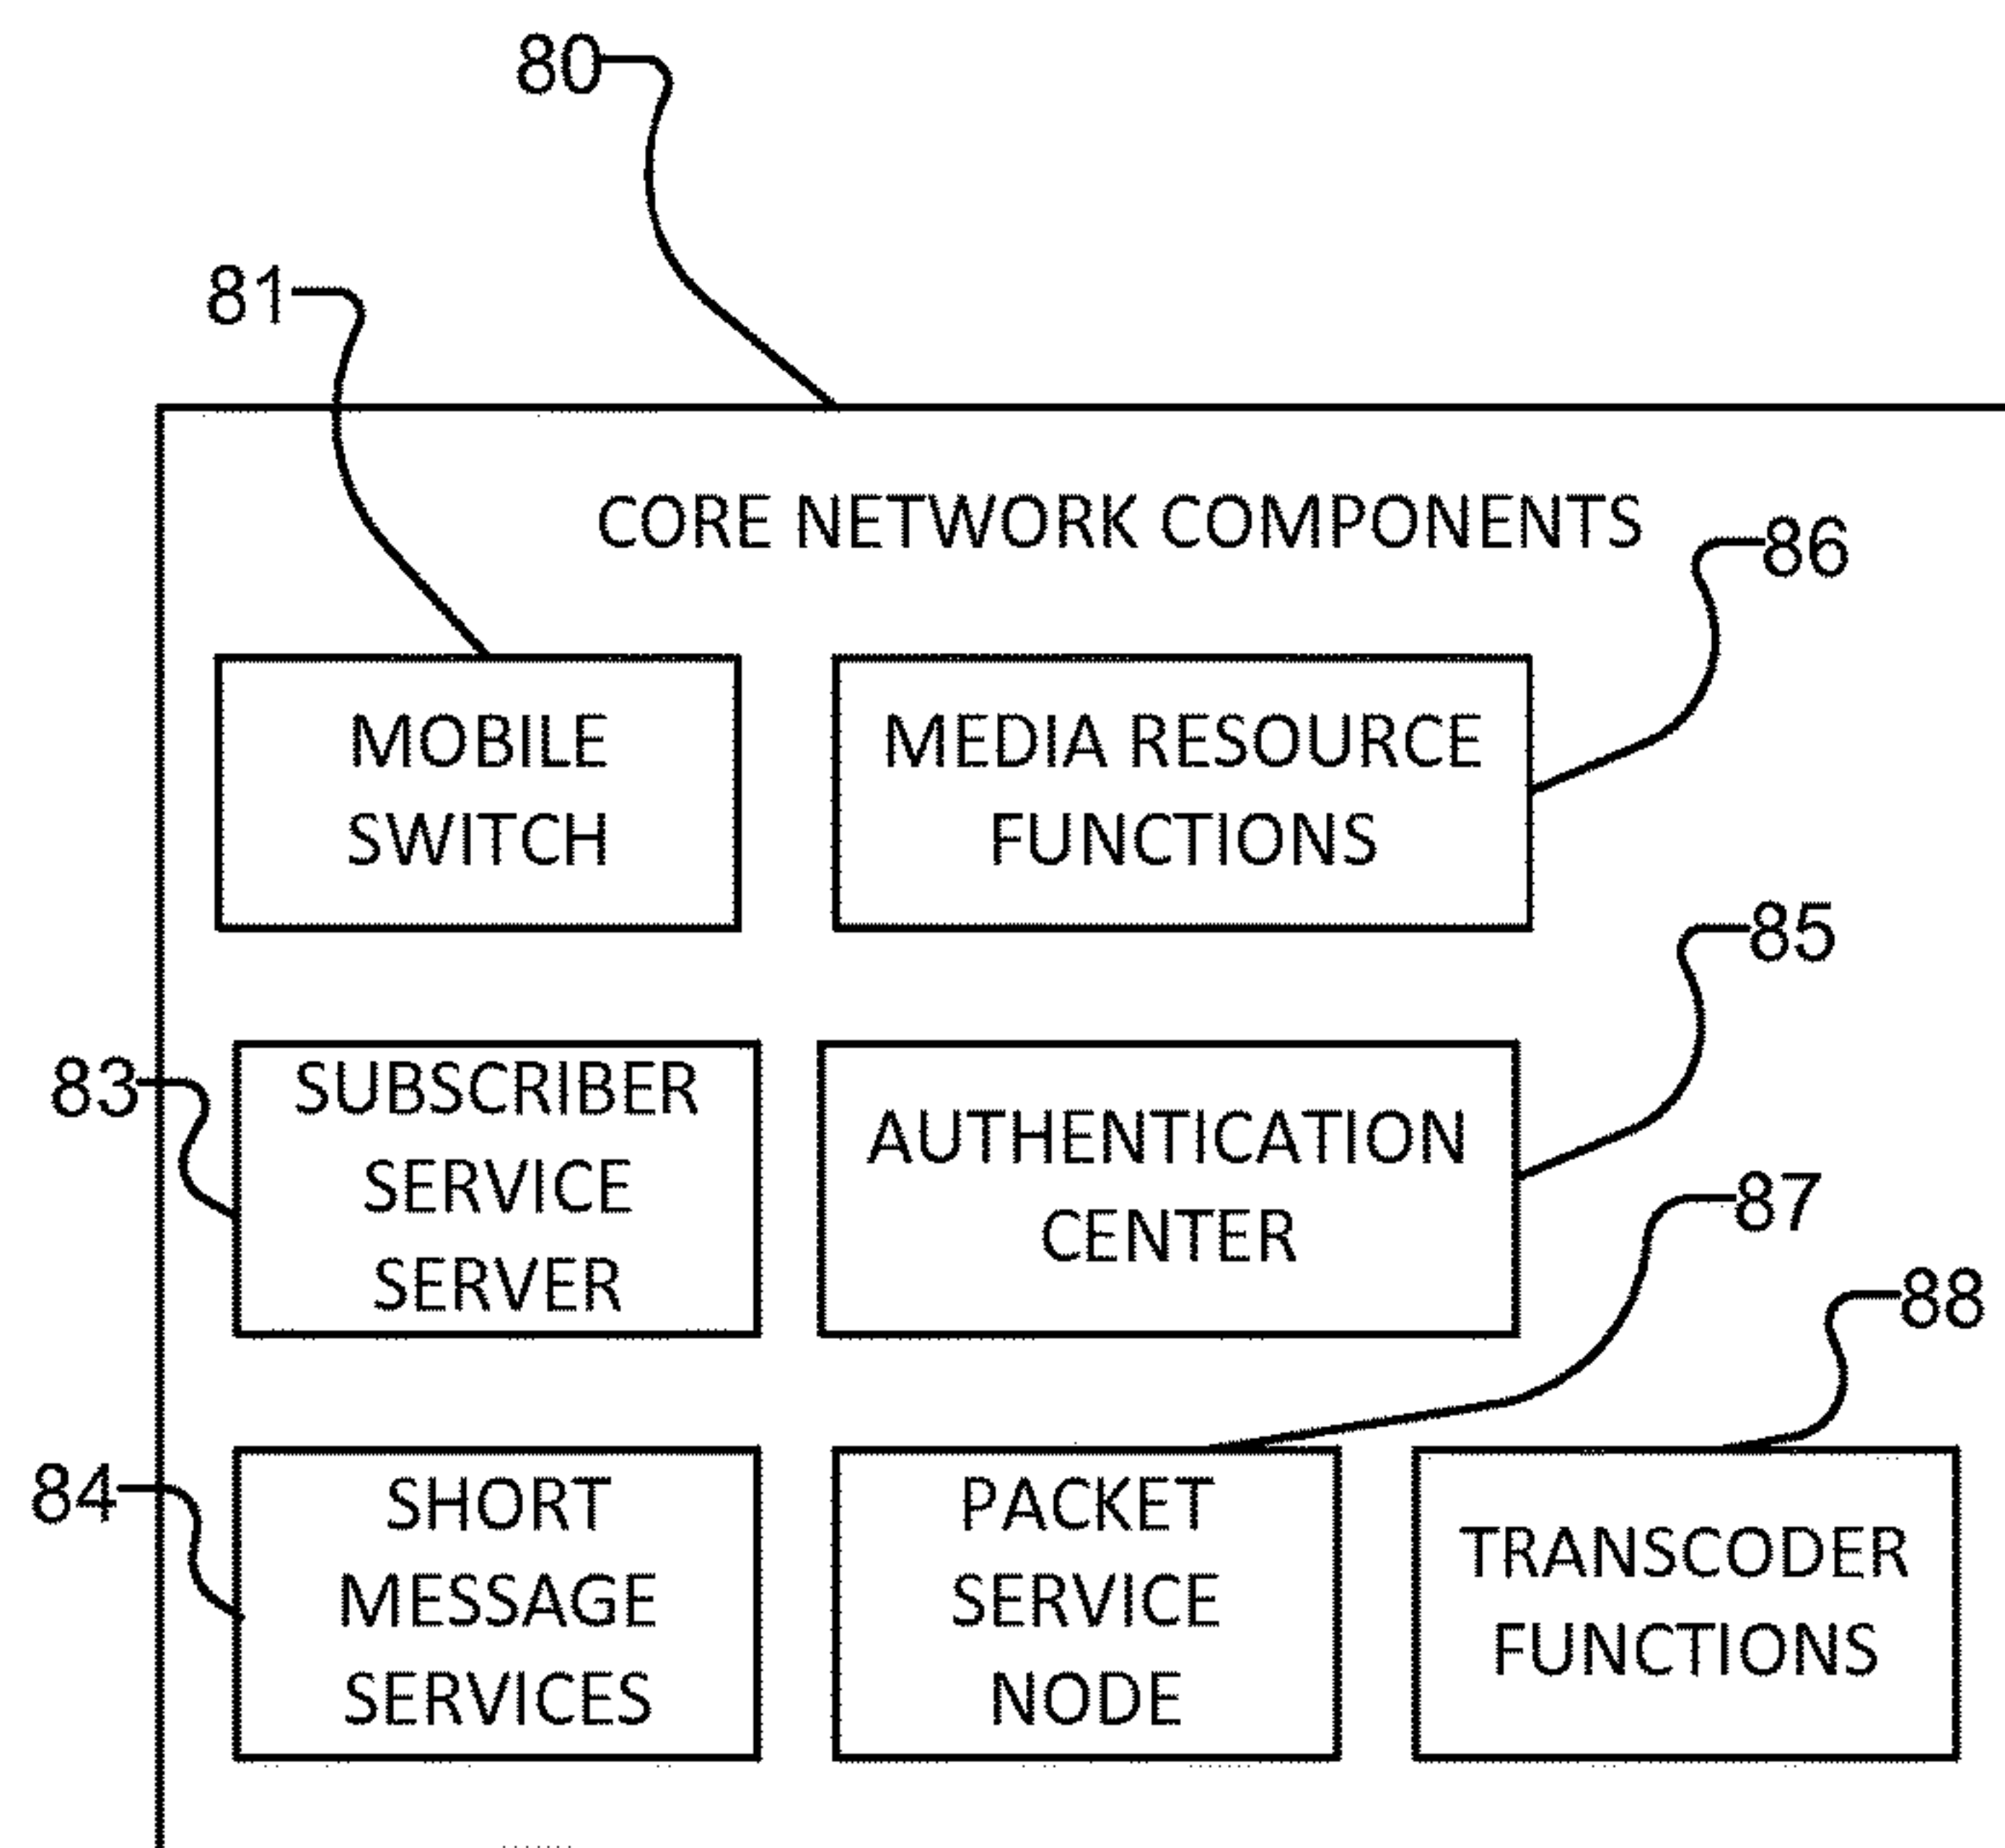 80
81
CORE NETWORK COMPONENTS
86
MOBILE
SWITCH
MEDIA RESOURCE
FUNCTIONS
85
83
SUBSCRIBER
SERVICE
SERVER
AUTHENTICATION
CENTER
87
88
84
SHORT
MESSAGE
SERVICES
PACKET
SERVICE
NODE
TRANSCODER
FUNCTIONS